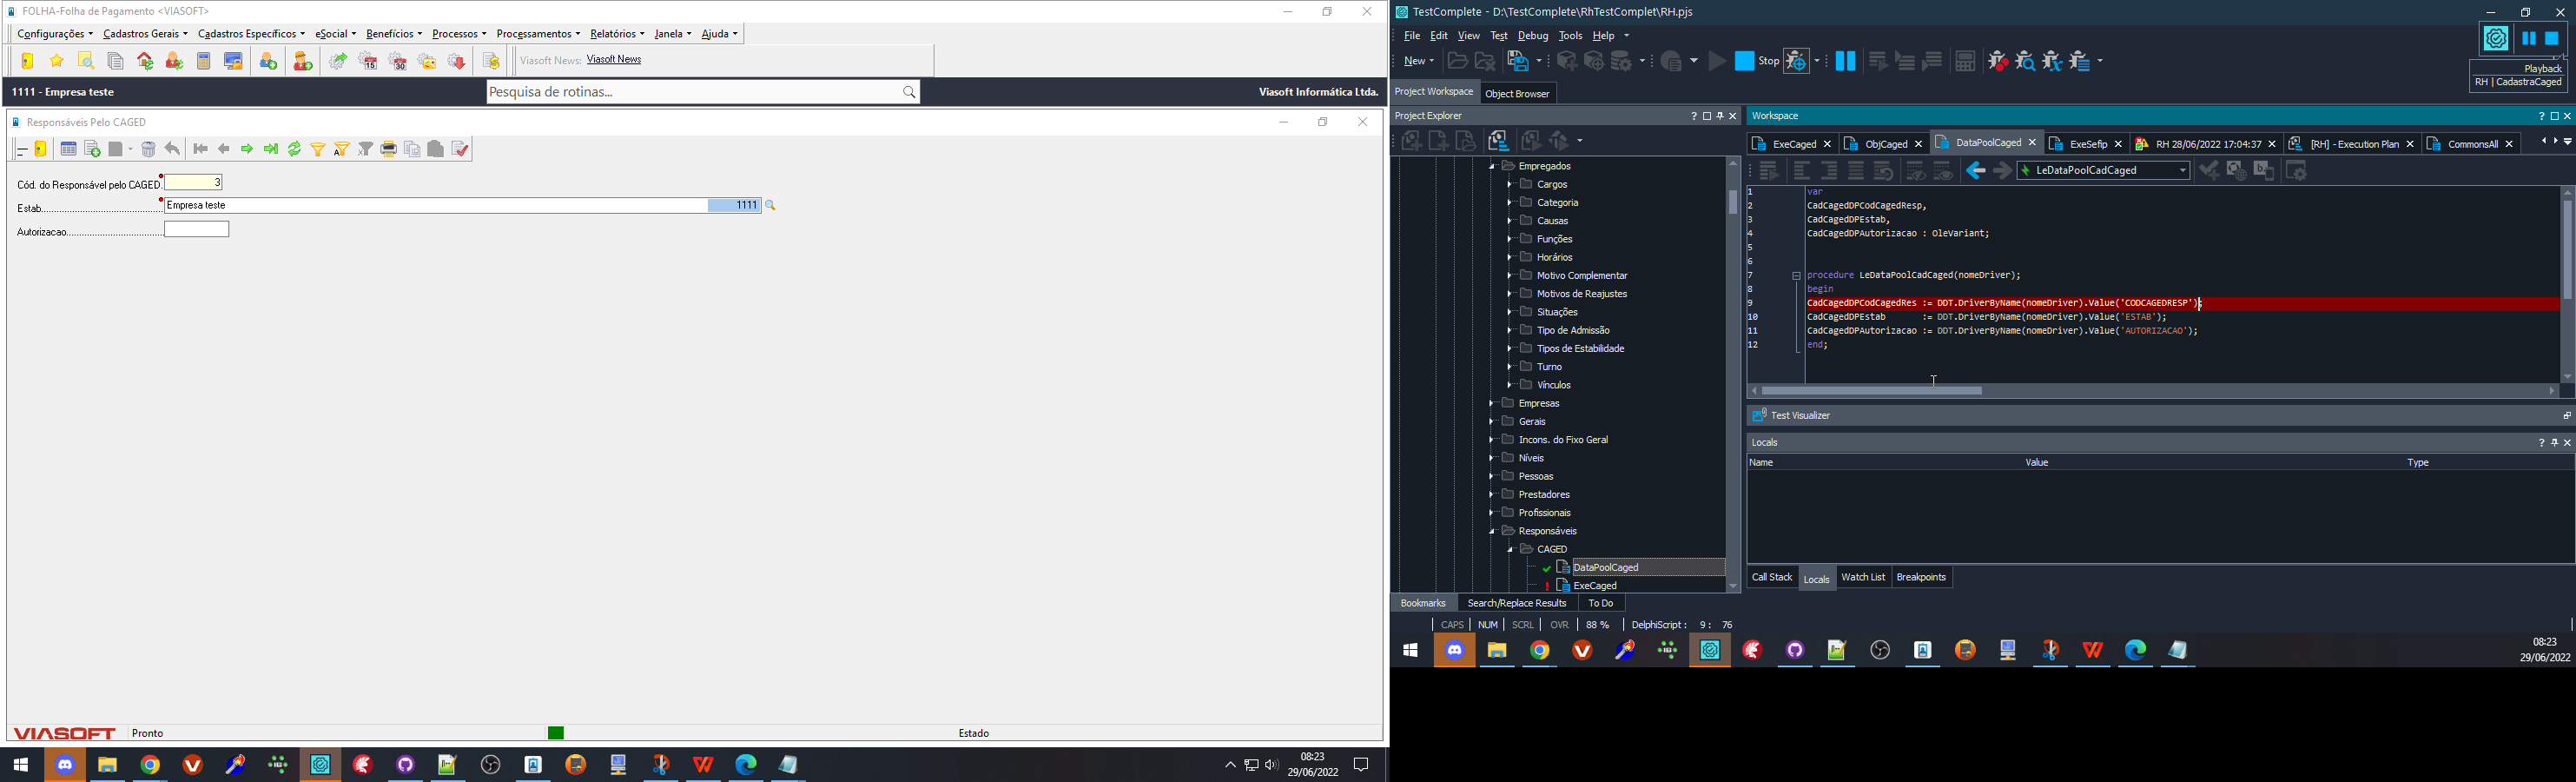 FOLHA-Folha de Pagamento <VIASOFT>
Configurações Cadastros Gerais Cadastros Específicos eSocial Benefícios Processos Processamentos Relatórios Janela Ajuda
Viasoft News: Viasoft News
1111 - Empresa teste
Pesquisa de rotinas...
Viasoft Informática Ltda.
Responsáveis Pelo CAGED
Cód. do Responsável pelo CAGED. 3
Estab. Empresa teste 1111
Autorizacao
VIASOFT Pronto Estado
08:23
29/06/2022
TestComplete - D:\TestComplete\RhTestComplet\RH.pjs
File Edit View Test Debug Tools Help
New Stop
Playback
RH | CadastraCaged
Project Workspace Object Browser
Project Explorer
Empregados
Cargos
Categoria
Causas
Funções
Horários
Motivo Complementar
Motivos de Reajustes
Situações
Tipo de Admissão
Tipos de Estabilidade
Turno
Vínculos
Empresas
Gerais
Incons. do Fixo Geral
Níveis
Pessoas
Prestadores
Profissionais
Responsáveis
CAGED
DataPoolCaged
ExeCaged
Bookmarks Search/Replace Results To Do
Workspace
ExeCaged ObjCaged DataPoolCaged ExeSefip RH 28/06/2022 17:04:37 [RH] - Execution Plan CommonsAll
LeDataPoolCadCaged
1 var
2 CadCagedDPCodCagedResp,
3 CadCagedDPEstab,
4 CadCagedDPAutorizacao : OleVariant;
5
6
7 procedure LeDataPoolCadCaged(nomeDriver);
8 begin
9 CadCagedDPCodCagedRes := DDT.DriverByName(nomeDriver).Value('CODCAGEDRESP');
10 CadCagedDPEstab := DDT.DriverByName(nomeDriver).Value('ESTAB');
11 CadCagedDPAutorizacao := DDT.DriverByName(nomeDriver).Value('AUTORIZACAO');
12 end;
Test Visualizer
Locals
Name Value Type
Call Stack Locals Watch List Breakpoints
CAPS NUM SCRL OVR 88 % DelphiScript : 9 : 76
08:23
29/06/2022